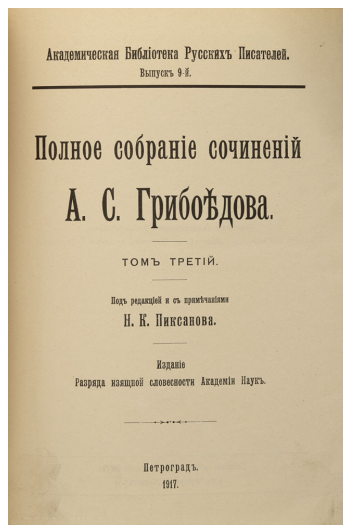 Академическая Библіотека Русскихъ Писателей.
Выпускъ 9-й.
Полное собраніе сочиненій
А. С. Грибоѣдова.
ТОМЪ ТРЕТІЙ.
Подъ редакціей и съ примѣчаніями
Н. К. Пиксанова.
Изданіе
Разряда изящной словесности Академіи Наукъ.
Петроградъ.
1917.